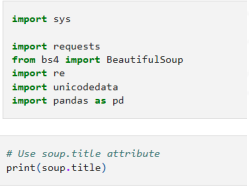 import sys
import requests
from bs4 import BeautifulSoup
import re
import unicodedata
import pandas as pd
# Use soup.title attribute
print(soup.title)